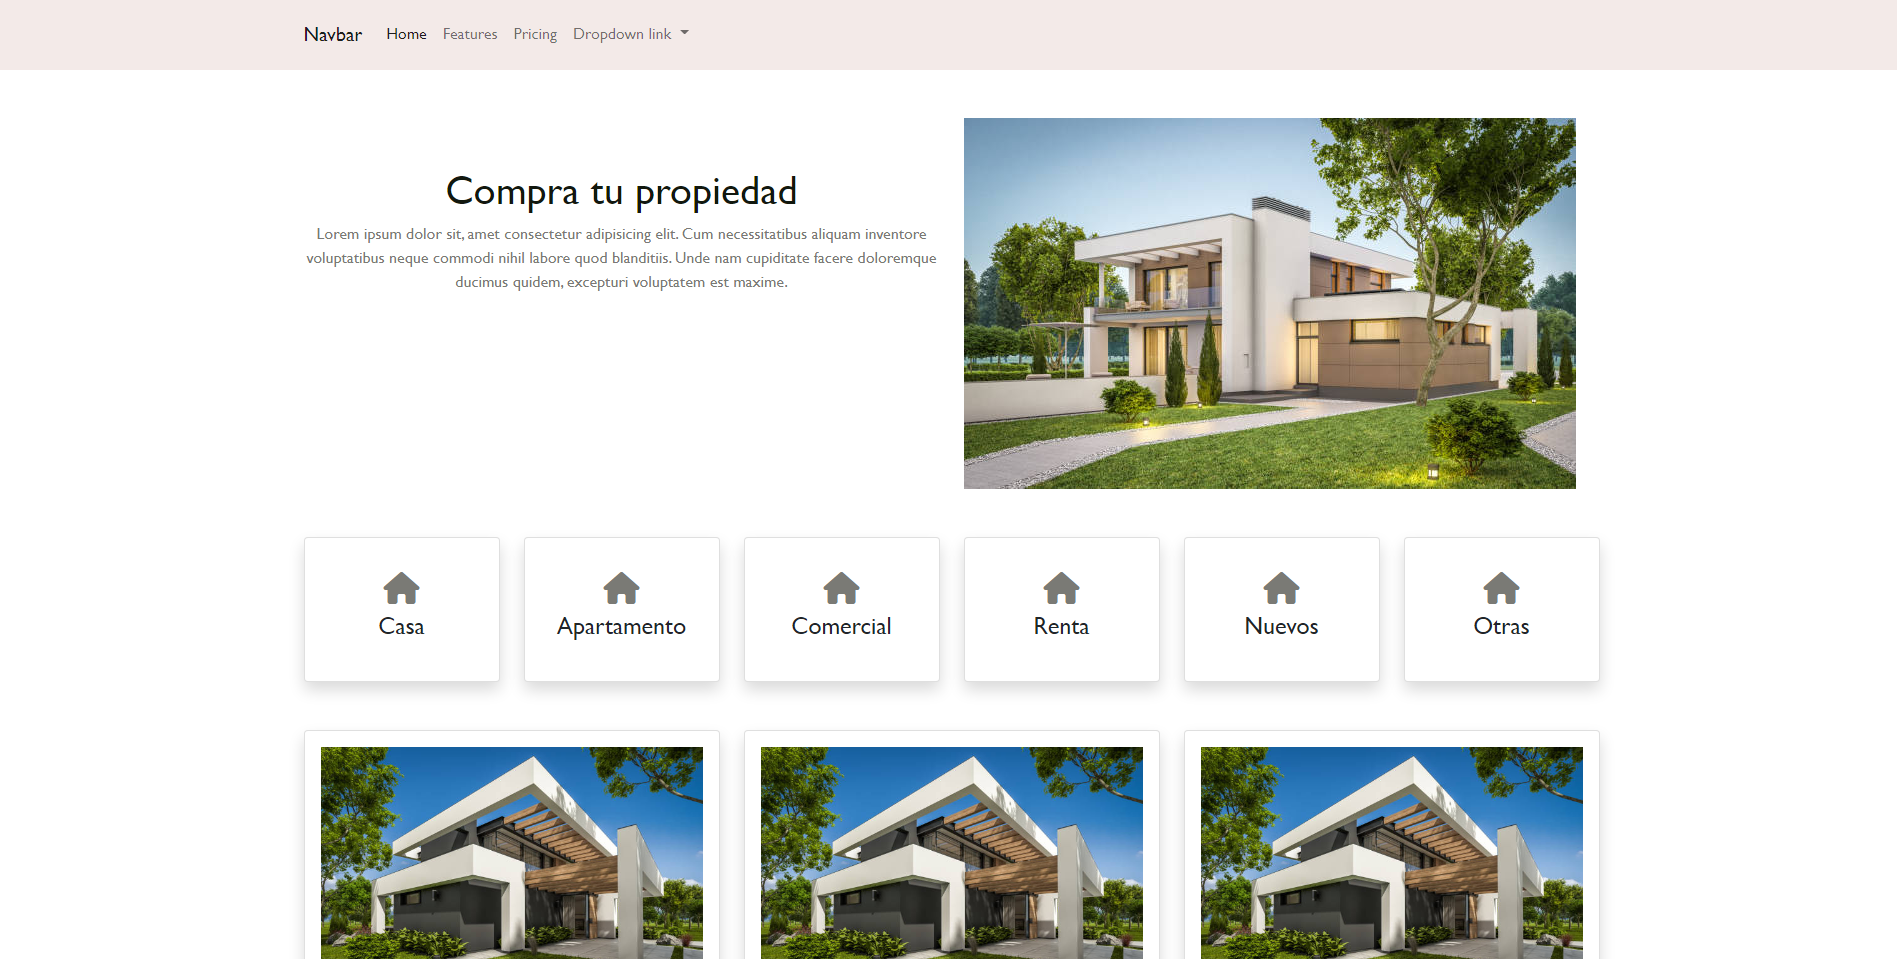 Navbar Home Features Pricing Dropdown link
Compra tu propiedad
Lorem ipsum dolor sit, amet consectetur adipisicing elit. Cum necessitatibus aliquam inventore
voluptatibus neque commodi nihil labore quod blanditiis. Unde nam cupiditate facere doloremque
ducimus quidem, excepturi voluptatem est maxime.
Casa Apartamento Comercial Renta Nuevos Otras